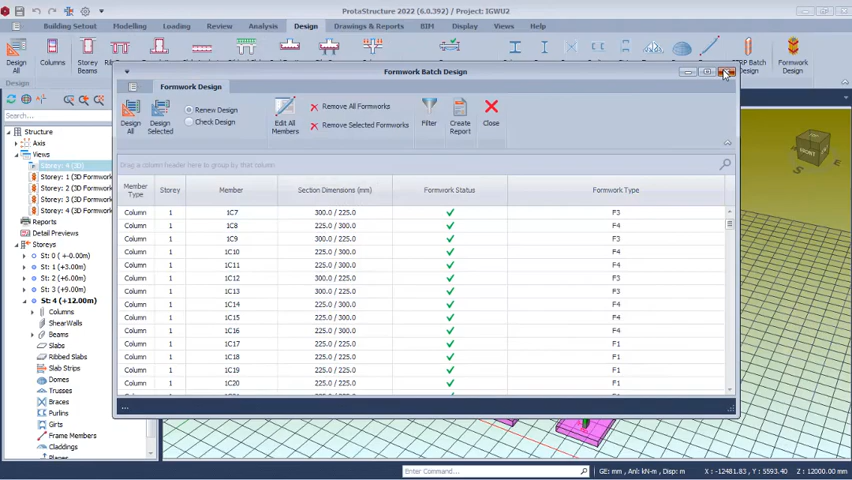 ProtaStructure 2022 (6.0.392) / Project: IGWU2
Building Setout Modelling Loading Review Analysis Design Drawings & Reports BIM Display Views Help
Design All
Columns
Storey Beams
Batch Design
Formwork Design
Design
Formwork Batch Design
Formwork Design
Design All
Design Selected
Renew Design
Check Design
Edit All Members
Remove All Formworks
Remove Selected Formworks
Filter
Create Report
Close
Drag a column header here to group by that column
Member Type Storey Member Section Dimensions (mm) Formwork Status Formwork Type
Column 1 1C7 300.0 / 225.0 F3
Column 1 1C8 225.0 / 300.0 F4
Column 1 1C9 300.0 / 225.0 F3
Column 1 1C10 225.0 / 300.0 F4
Column 1 1C11 225.0 / 300.0 F4
Column 1 1C12 300.0 / 225.0 F3
Column 1 1C13 300.0 / 225.0 F3
Column 1 1C14 225.0 / 300.0 F4
Column 1 1C15 225.0 / 300.0 F4
Column 1 1C16 225.0 / 300.0 F4
Column 1 1C17 225.0 / 225.0 F1
Column 1 1C18 225.0 / 225.0 F1
Column 1 1C19 225.0 / 225.0 F1
Column 1 1C20 225.0 / 225.0 F1
...
Search...
Structure
Axis
Views
Storey: 4 (3D)
Storey: 1 (3D Formwork
Storey: 2 (3D Formwork
Storey: 3 (3D Formwork
Storey: 4 (3D Formwork
Reports
Detail Previews
Storeys
St: 0 (+-0.00m)
St: 1 (+3.00m)
St: 2 (+6.00m)
St: 3 (+9.00m)
St: 4 (+12.00m)
Columns
ShearWalls
Beams
Slabs
Ribbed Slabs
Slab Strips
Domes
Trusses
Braces
Purlins
Girts
Frame Members
Claddings
FRONT
S
Enter Command...
GE: mm; Anl: kN-m; Disp: m
X : -12481.83 Y : 5593.40 Z : 12000.00 mm